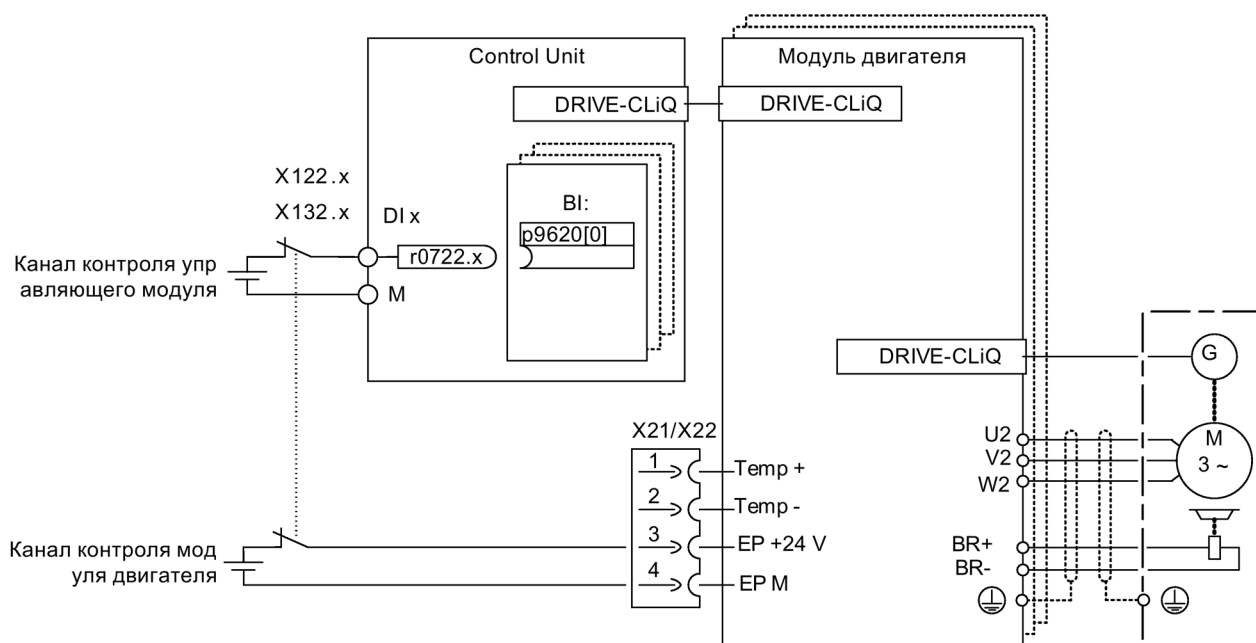 Control Unit
Модуль двигателя
DRIVE-CLiQ
DRIVE-CLiQ
X122.x
X132.x
DI x
BI:
p9620[0]
r0722.x
Канал контроля упр
авляющего модуля
M
DRIVE-CLiQ
G
X21/X22
1
Temp +
2
Temp -
3
EP +24 V
4
EP M
Канал контроля мод
уля двигателя
U2
V2
W2
M
3 ~
BR+
BR-